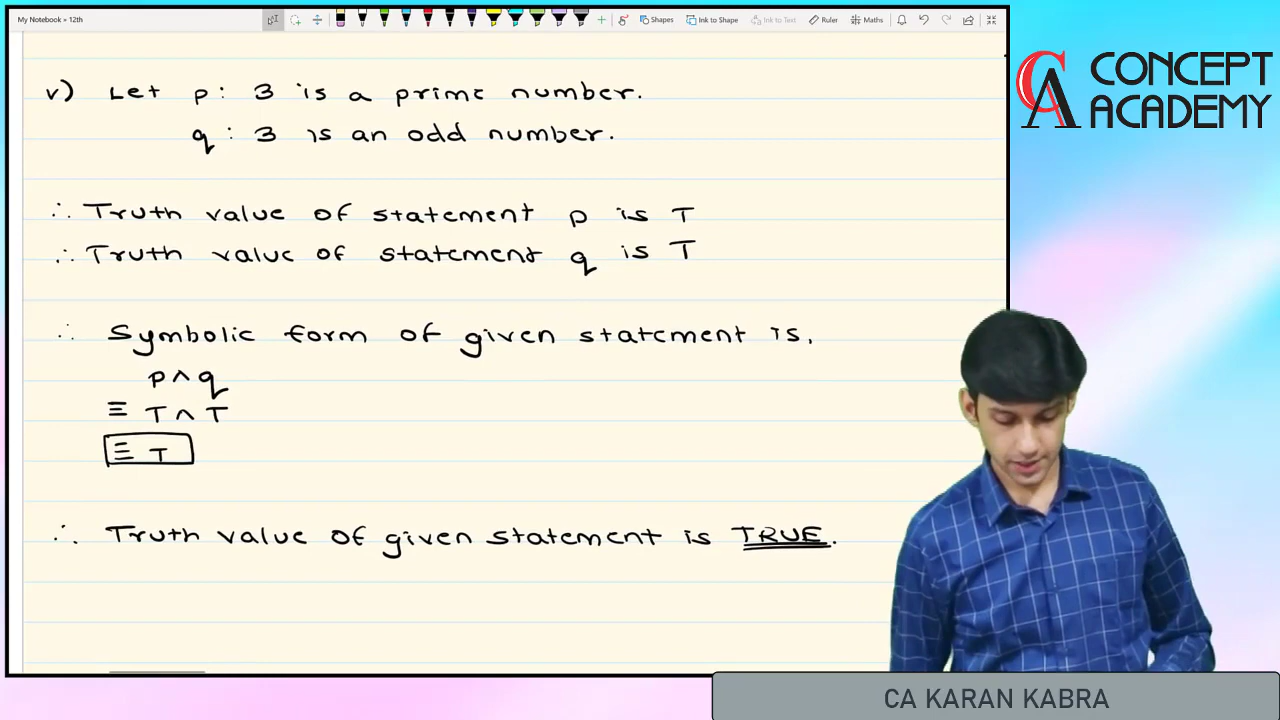 My Notebook » 12th
Shapes
Ink to Shape
Ink to Text
Ruler
Maths
CONCEPT
ACADEMY
v) Let p: 3 is a prime number.
q: 3 is an odd number.
∴ Truth value of statement p is T
∴ Truth value of statement q is T
∴ Symbolic form of given statement is,
p ∧ q
≡ T ∧ T
≡ T
∴ Truth value of given statement is TRUE.
CA KARAN KABRA